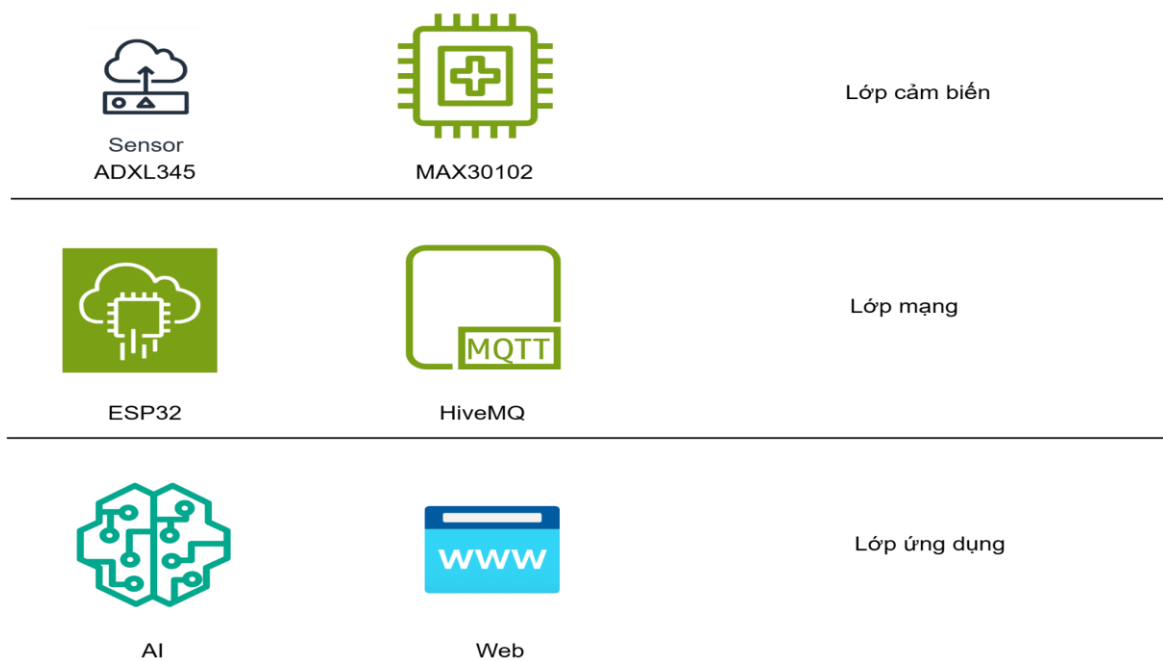 Sensor
ADXL345
MAX30102
Lớp cảm biến
MQTT
ESP32
HiveMQ
Lớp mạng
WWW
AI
Web
Lớp ứng dụng